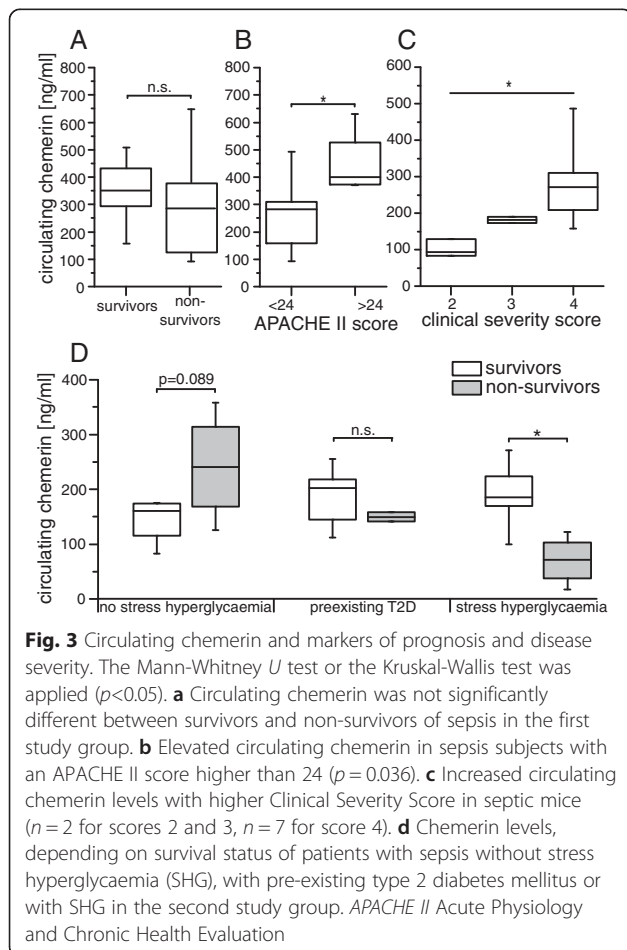 A
B
C
circulating chemerin [ng/ml]
800
700
600
500
400
300
200
100
0
n.s.
survivors
non-
survivors
800
700
600
500
400
300
200
100
0
*
<24
>24
APACHE II score
600
500
400
300
200
100
0
*
2
3
4
clinical severity score
D
circulating chemerin [ng/ml]
400
300
200
100
0
survivors
non-survivors
p=0.089
n.s.
*
no stress hyperglycaemia
preexisting T2D
stress hyperglycaemia
Fig. 3 Circulating chemerin and markers of prognosis and disease
severity. The Mann-Whitney U test or the Kruskal-Wallis test was
applied (p<0.05). a Circulating chemerin was not significantly
different between survivors and non-survivors of sepsis in the first
study group. b Elevated circulating chemerin in sepsis subjects with
an APACHE II score higher than 24 (p = 0.036). c Increased circulating
chemerin levels with higher Clinical Severity Score in septic mice
(n = 2 for scores 2 and 3, n = 7 for score 4). d Chemerin levels,
depending on survival status of patients with sepsis without stress
hyperglycaemia (SHG), with pre-existing type 2 diabetes mellitus or
with SHG in the second study group. APACHE II Acute Physiology
and Chronic Health Evaluation